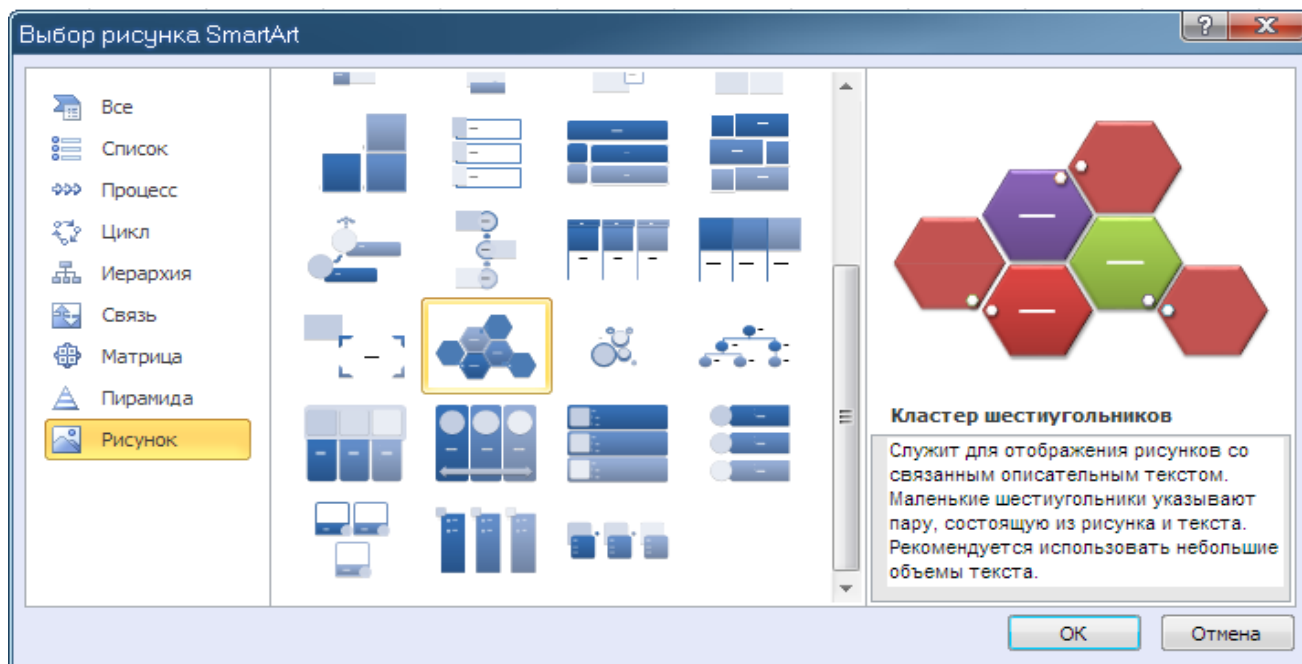 Выбор рисунка SmartArt
Все
Список
Процесс
Цикл
Иерархия
Связь
Матрица
Пирамида
Рисунок
Кластер шестиугольников
Служит для отображения рисунков со
связанным описательным текстом.
Маленькие шестиугольники указывают
пару, состоящую из рисунка и текста.
Рекомендуется использовать небольшие
объемы текста.
ОК
Отмена